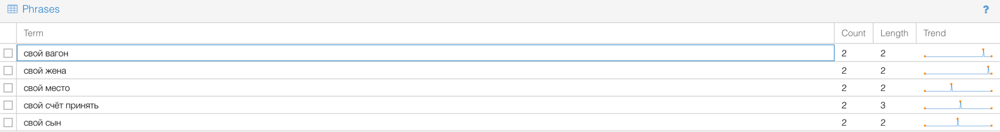 Phrases ?
Term Count Length Trend
свой вагон 2 2
свой жена 2 2
свой место 2 2
свой счёт принять 2 3
свой сын 2 2